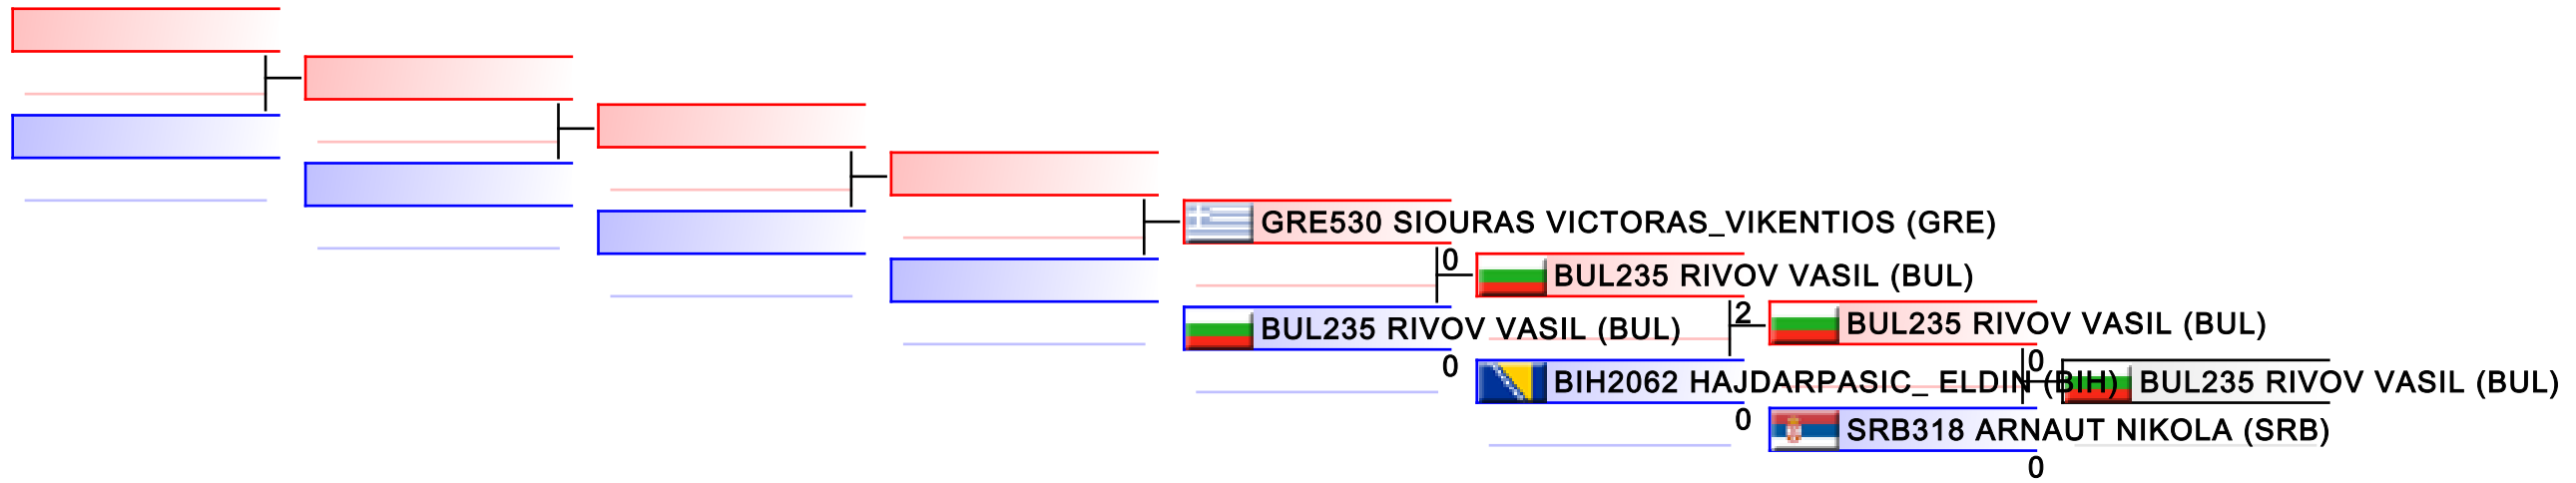 GRE530 SIOURAS VICTORAS_VIKENTIOS (GRE)
0
BUL235 RIVOV VASIL (BUL)
BUL235 RIVOV VASIL (BUL)
0
2
BUL235 RIVOV VASIL (BUL)
BIH2062 HAJDARPASIC_ ELDIN (BIH)
0
0
BUL235 RIVOV VASIL (BUL)
SRB318 ARNAUT NIKOLA (SRB)
0